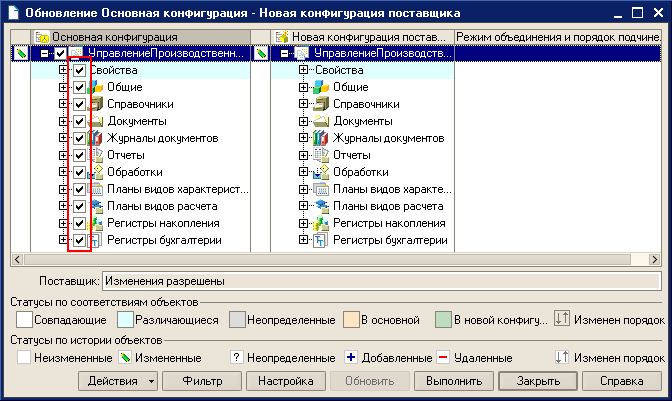 Обновление Основная конфигурация - Новая конфигурация поставщика
Основная конфигурация Новая конфигурация постав... Режим объединения и порядок подчине
УправлениеПроизводственн... УправлениеПроизводств...
Свойства Свойства
Общие Общие
Справочники Справочники
Документы Документы
Журналы документов Журналы документов
Отчеты Отчеты
Обработки Обработки
Планы видов характерист... Планы видов характе...
Планы видов расчета Планы видов расчета
Регистры накопления Регистры накопления
Регистры бухгалтерии Регистры бухгалтерии
Поставщик: Изменения разрешены
Статусы по соответствиям объектов
Совпадающие Различающиеся Неопределенные В основной В новой конфигу... Изменен порядок
Статусы по истории объектов
Неизмененные Измененные ? Неопределенные Добавленные Удаленные Изменен порядок
Действия Фильтр Настройка Обновить Выполнить Закрыть Справка